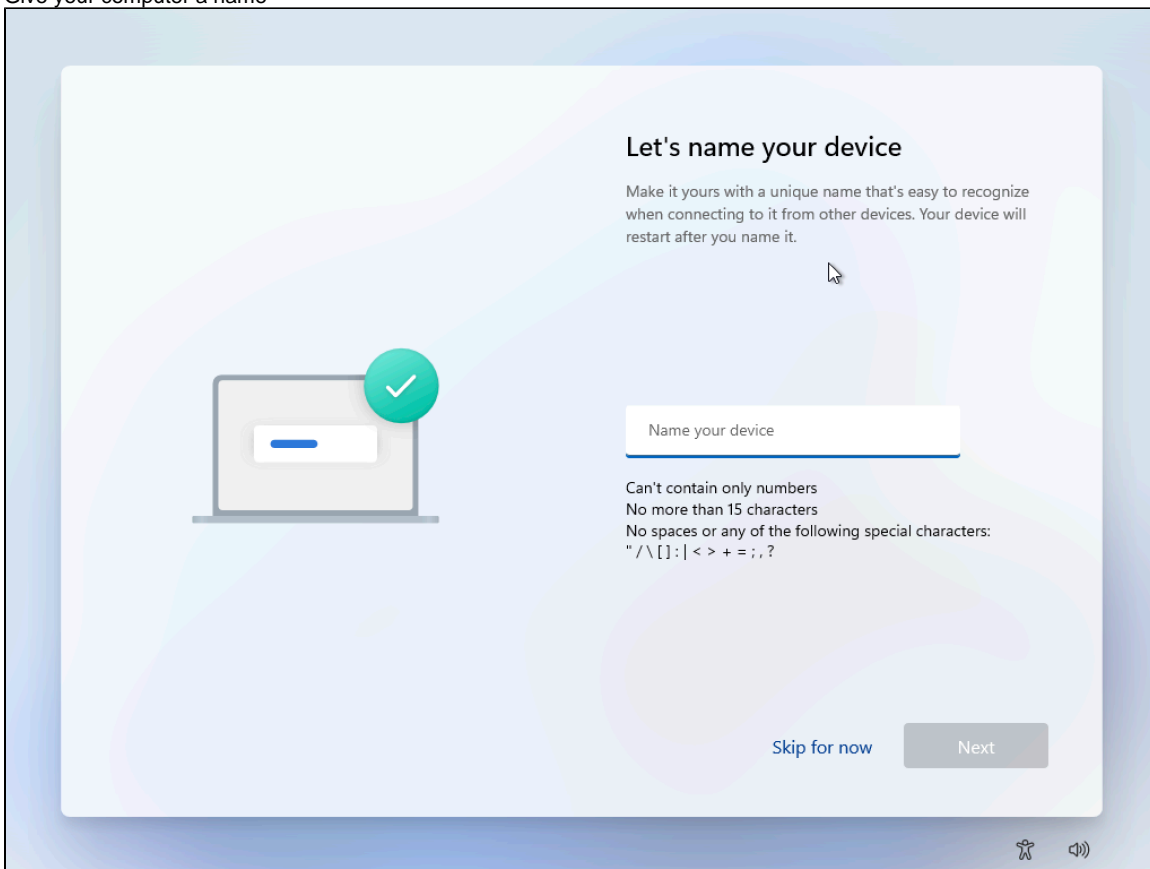 Give your computer a name
Let's name your device
Make it yours with a unique name that's easy to recognize
when connecting to it from other devices. Your device will
restart after you name it.
Name your device
Can't contain only numbers
No more than 15 characters
No spaces or any of the following special characters:
" / \ [ ] : | < > + = ; , ?
Skip for now
Next